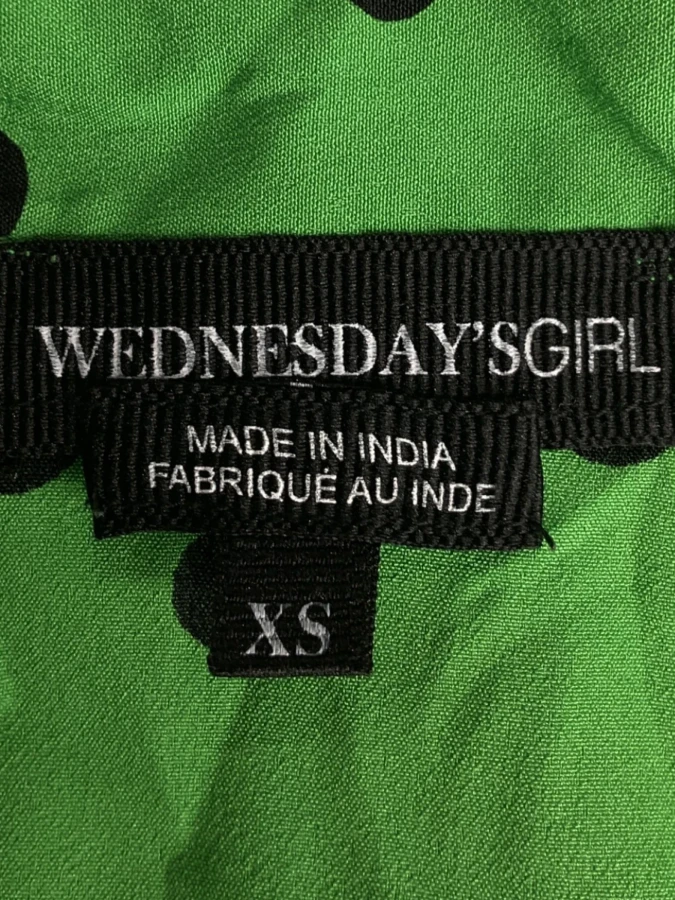 WEDNESDAY'SGIRL
MADE IN INDIA
FABRIQUÉ AU INDE
XS